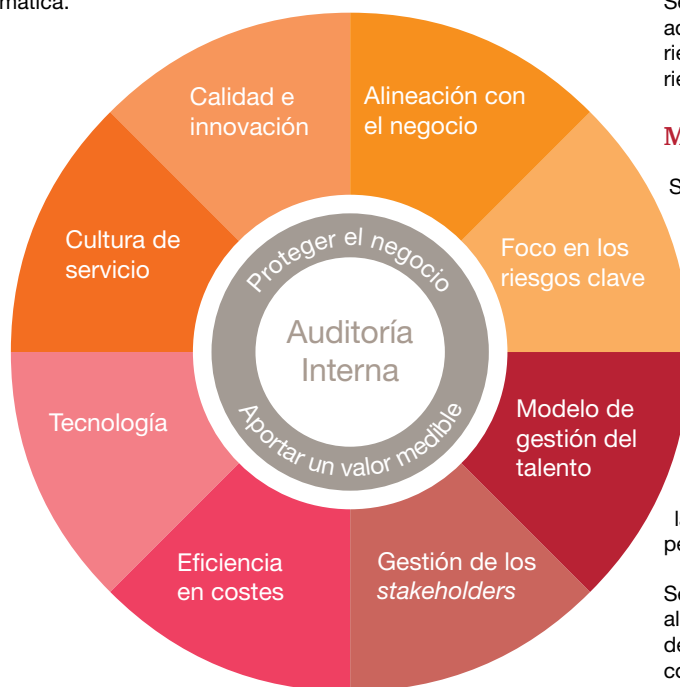 Calidad e
innovación
Alineación con
el negocio
Cultura de
servicio
Foco en los
riesgos clave
Proteger el negocio
Auditoría
Interna
Aportar un valor medible
Tecnología
Modelo de
gestión del
talento
Eficiencia
en costes
Gestión de los
stakeholders